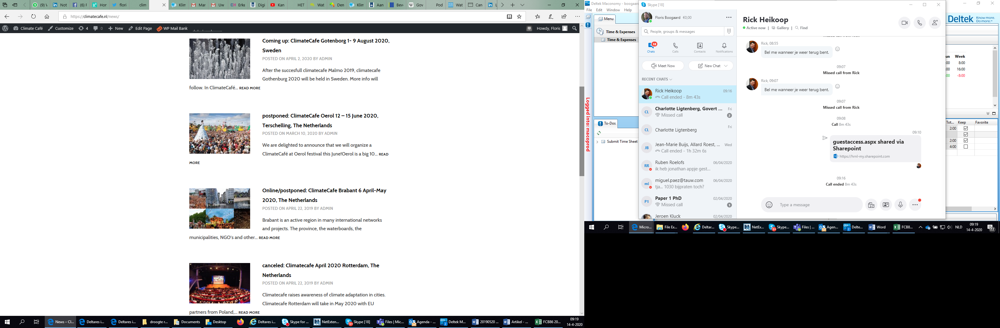 (9) V
Not
(6) F
Hor
flori
clim
Klin
Mar
Uw
Erke
Digi
Kan
HET
Wat
Den
Klim
Aan
Bev
Gov
Pod
Wat
Can
https://climatecafe.nl/news/
Climate Café
Customize
4
0
New
Edit Page
WP Mail Bank
Howdy, Floris
Coming up: ClimateCafe Gotenborg 1- 9 August 2020,
Sweden
POSTED ON APRIL 2, 2020 BY ADMIN
After the succesfull climatecafe Malmo 2019, climatecafe
Gothenburg 2020 will be held in Sweden. More info will
follow. In ClimateCafé... READ MORE
postponed: ClimateCafe Oerol 12 – 15 June 2020,
Terschelling, The Netherlands
POSTED ON MARCH 10, 2020 BY ADMIN
We are delighted to announce that we will organize a
ClimateCafé at Oerol festival this June!Oerol is a big 10... READ
MORE
Online/postponed: ClimateCafe Brabant 6 April-May
2020, The Netherlands
POSTED ON APRIL 22, 2019 BY ADMIN
Brabant is an active region in many international networks
and projects. The province, the waterboards, the
municipalities, NGO's and other... READ MORE
canceled: Climatecafe April 2020 Rotterdam, The
Netherlands
POSTED ON APRIL 22, 2019 BY ADMIN
Climatecafe raises awareness of climate adaptation in cities.
Climatecafe Rotterdam will take in May 2020 with EU
partners from Poland,... READ MORE
News – Cl...
Deltares i...
Deltares i...
droogte r...
Documents
Desktop
Deltares i...
Skype for ...
NetExten...
Skype [18]
Files | Mic...
Agenda - ...
Deltek M...
20190520 ...
Artikel - ...
FCB86 20...
09:19
14-4-2020
Deltek Maconomy - boogaard
File Edit Window Help
Menu
Time & Expenses
Time & Expenses
Logged into: macoprod
To-Dos
Submit Time Sheet
Skype [18]
Floris Boogaard €0,00
People, groups & messages
18
Chats
Calls
Contacts
Notifications
Meet Now
New Chat
RECENT CHATS
Rick Heikoop 09:16
Call ended - 8m 43s
CL
Charlotte Ligtenberg, Govert ... Fri
Missed call 2
CL
Charlotte Ligtenberg Fri
JB
Jean-Marie Buijs, Allard Roest, ... Wed
Call ended - 1h 32m 6s
RR
Ruben Roelofs 06/04/2020
ik heb jonathan appje gest...
mi
miguel.paez@tauw.com 06/04/2020
tja... 1030 bijpraten toch?
P1
Paper 1 PhD 02/04/2020
Missed call 1
Jeroen Kluck 02/04/2020
Rick Heikoop
Active now | Gallery | Find
Missed call from Rick
Rick, 08:55
Bel me wanneer je weer terug bent.
09:07
Missed call from Rick
Rick, 09:07
Bel me wanneer je weer terug bent.
09:07
Missed call from Rick
09:08
Call 8m 43s
09:10
guestaccess.aspx shared via
Sharepoint
https://hrnl-my.sharepoint.com
09:16
Call ended 8m 43s
Type a message
Deltek Know more.
Do more.™
un Week
:00 8:00
:00 16:00
:00 -8:00
Tot... Keep Favorite
2:00
2:00
4:00
Micro...
File Ex...
Deltar...
Skype...
NetEx...
Skype...
Files | ...
Agen...
Delte...
Word
FCB8...
NLD
09:19
14-4-2020
22